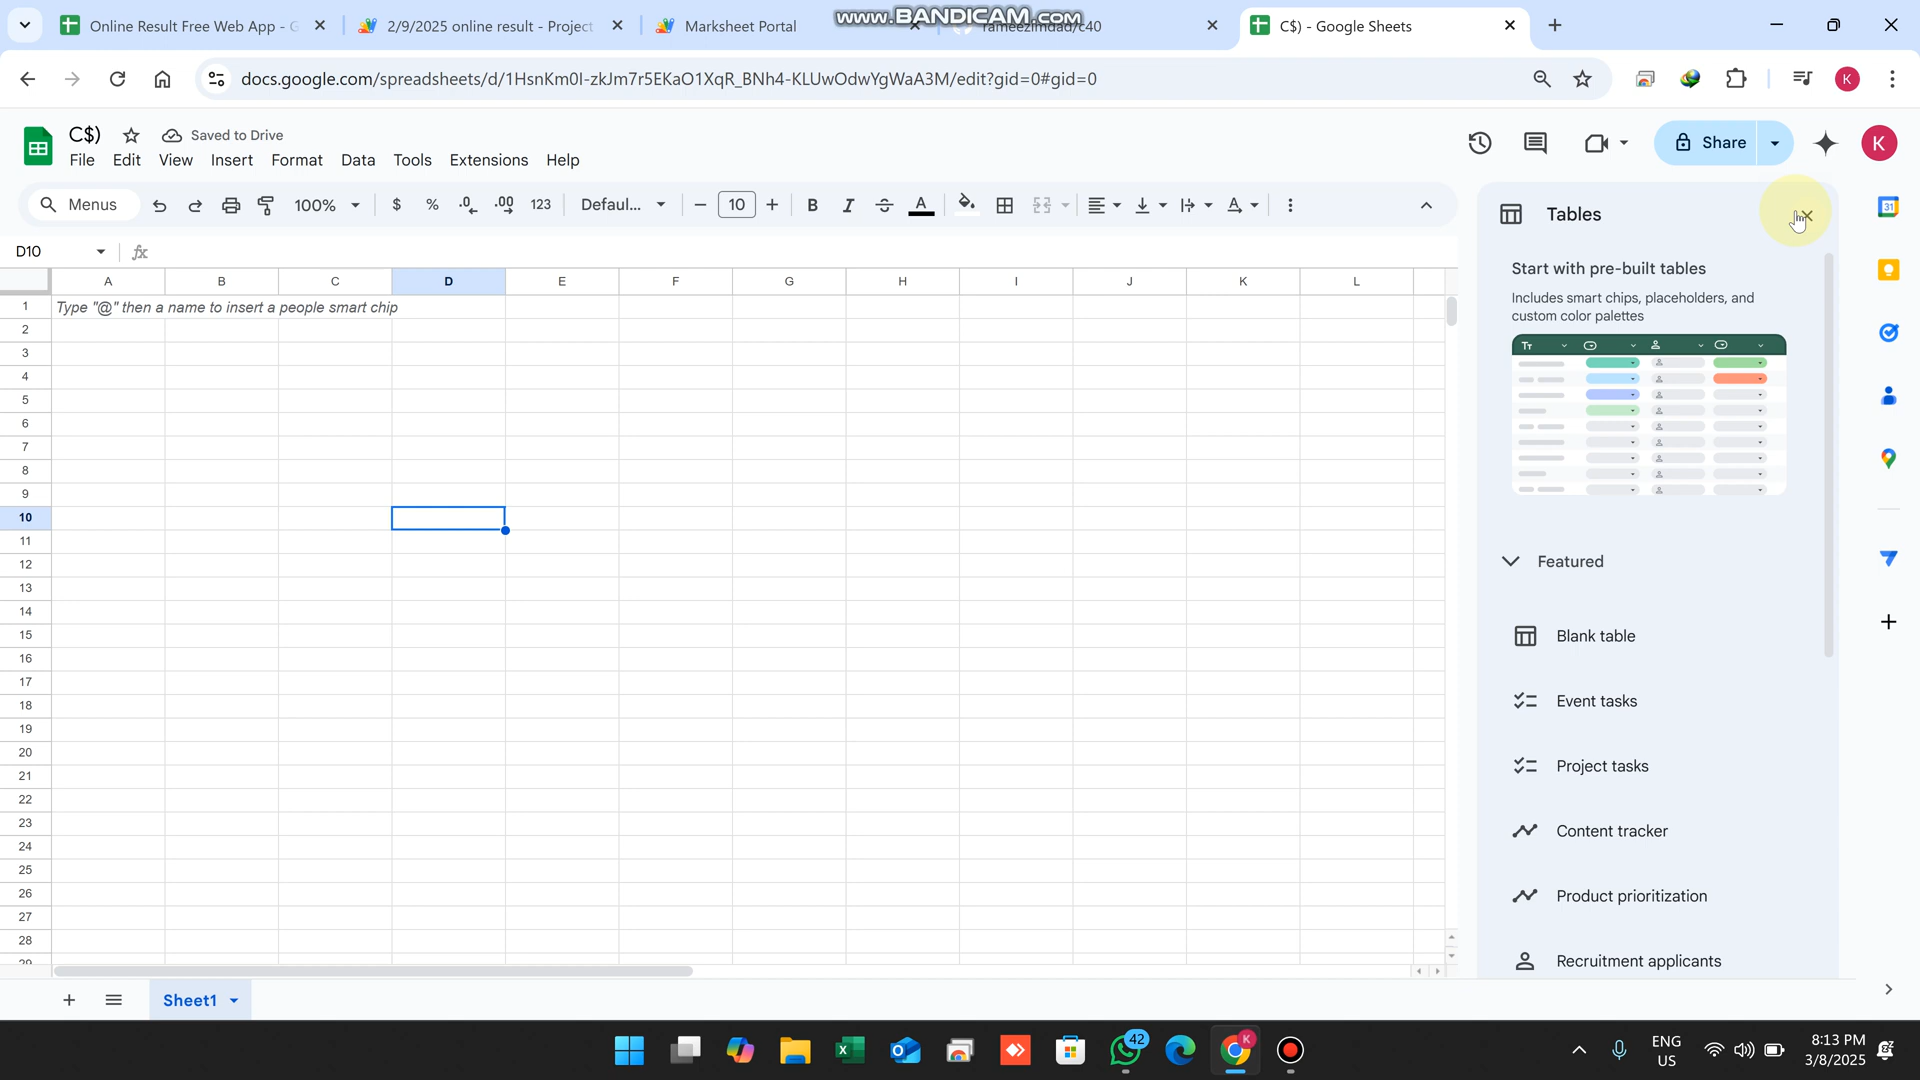 Online Result Free Web App - G
2/9/2025 online result - Project
Marksheet Portal
www.BANDICAM.com
rameezimdad/c40
C$) - Google Sheets
docs.google.com/spreadsheets/d/1HsnKm0I-zkJm7r5EKaO1XqR_BNh4-KLUwOdwYgWaA3M/edit?gid=0#gid=0
K
C$)
Saved to Drive
File Edit View Insert Format Data Tools Extensions Help
Share
K
Menus
100%
$ % .0 .00 123
Defaul...
10
B I S A
D10
fx
A B C D E F G H I J K L
1 Type "@" then a name to insert a people smart chip
2
3
4
5
6
7
8
9
10
11
12
13
14
15
16
17
18
19
20
21
22
23
24
25
26
27
28
29
Tables
Start with pre-built tables
Includes smart chips, placeholders, and
custom color palettes
Tт
Featured
Blank table
Event tasks
Project tasks
Content tracker
Product prioritization
Recruitment applicants
31
Sheet1
42
K
ENG
US
8:13 PM
3/8/2025